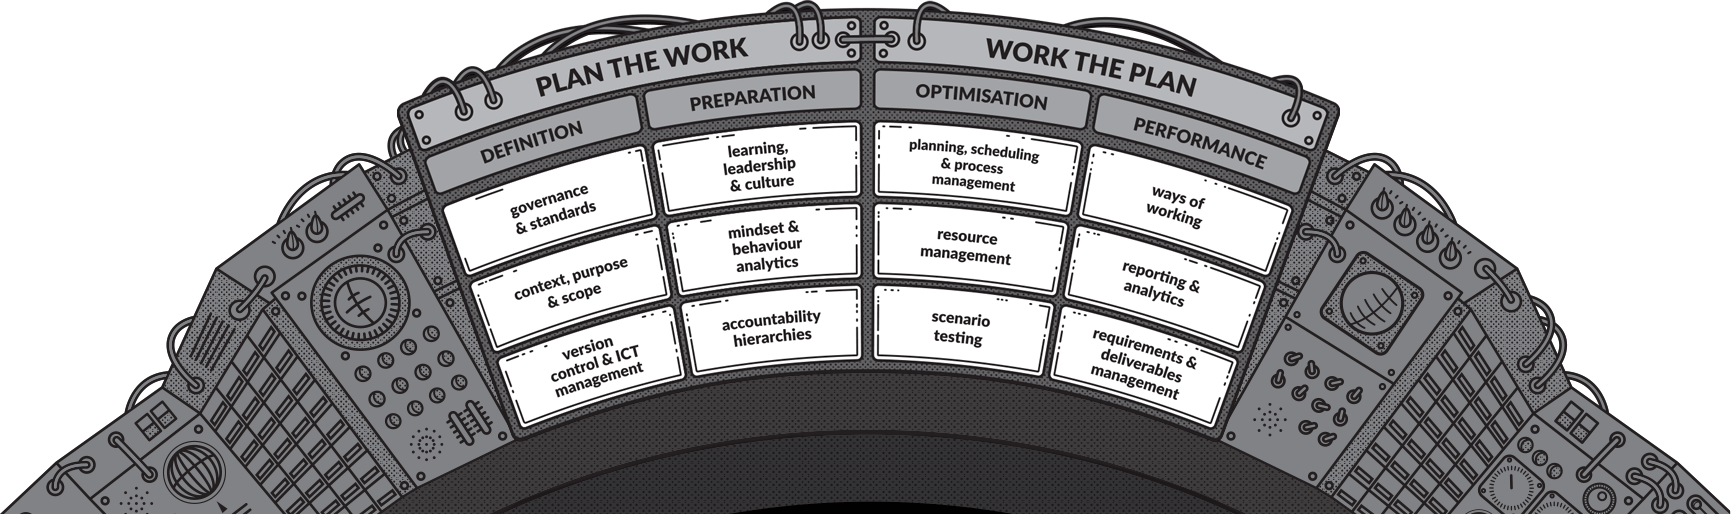 PLAN THE WORK
WORK THE PLAN
DEFINITION
PREPARATION
OPTIMISATION
PERFORMANCE
governance
& standards
learning,
leadership
& culture
planning, scheduling
& process
management
ways of
working
context, purpose
& scope
mindset &
behaviour
analytics
resource
management
reporting &
analytics
version
control & ICT
management
accountability
hierarchies
scenario
testing
requirements &
deliverables
management